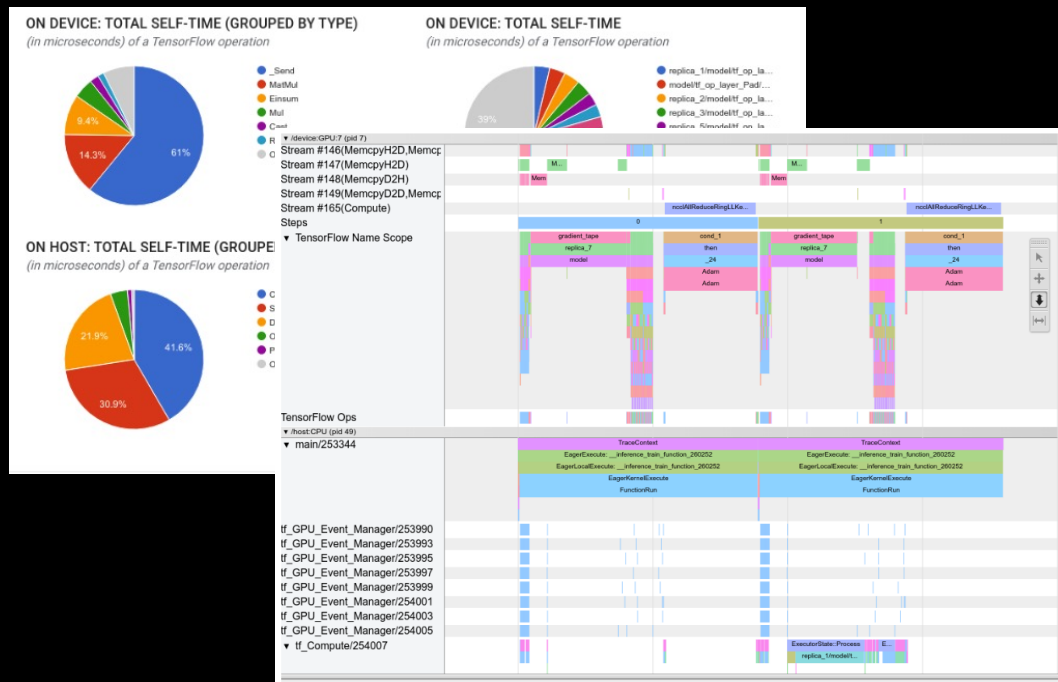 ON DEVICE: TOTAL SELF-TIME (GROUPED BY TYPE)
(in microseconds) of a TensorFlow operation
_Send
MatMul
Einsum
Mul
Cast
R
O
61%
14.3%
9.4%
ON DEVICE: TOTAL SELF-TIME
(in microseconds) of a TensorFlow operation
replica_1/model/tf_op_la...
model/tf_op_layer_Pad/...
replica_2/model/tf_op_la...
replica_3/model/tf_op_la...
replica_5/model/tf_op_la...
39%
ON HOST: TOTAL SELF-TIME (GROUPE
(in microseconds) of a TensorFlow operation
O
S
D
O
P
O
41.6%
30.9%
21.9%
▼ /device:GPU:7 (pid 7)
Stream #146(MemcpyH2D,Memcp
Stream #147(MemcpyH2D)
M...
M...
Stream #148(MemcpyD2H)
Mem
Mem
Stream #149(MemcpyD2D,Memcp
Stream #165(Compute)
ncclAllReduceRingLLKe...
ncclAllReduceRingLLKe...
Steps
0
1
▼ TensorFlow Name Scope
gradient_tape
cond_1
gradient_tape
cond_1
replica_7
then
replica_7
then
model
_24
model
_24
Adam
Adam
Adam
Adam
TensorFlow Ops
▼ /host:CPU (pid 49)
▼ main/253344
TraceContext
TraceContext
EagerExecute: __inference_train_function_260252
EagerExecute: __inference_train_function_260252
EagerLocalExecute: __inference_train_function_260252
EagerLocalExecute: __inference_train_function_260252
EagerKernelExecute
EagerKernelExecute
FunctionRun
FunctionRun
tf_GPU_Event_Manager/253990
tf_GPU_Event_Manager/253993
tf_GPU_Event_Manager/253995
tf_GPU_Event_Manager/253997
tf_GPU_Event_Manager/253999
tf_GPU_Event_Manager/254001
tf_GPU_Event_Manager/254003
tf_GPU_Event_Manager/254005
▼ tf_Compute/254007
ExecutorState::Process
E...
replica_1/model/t...